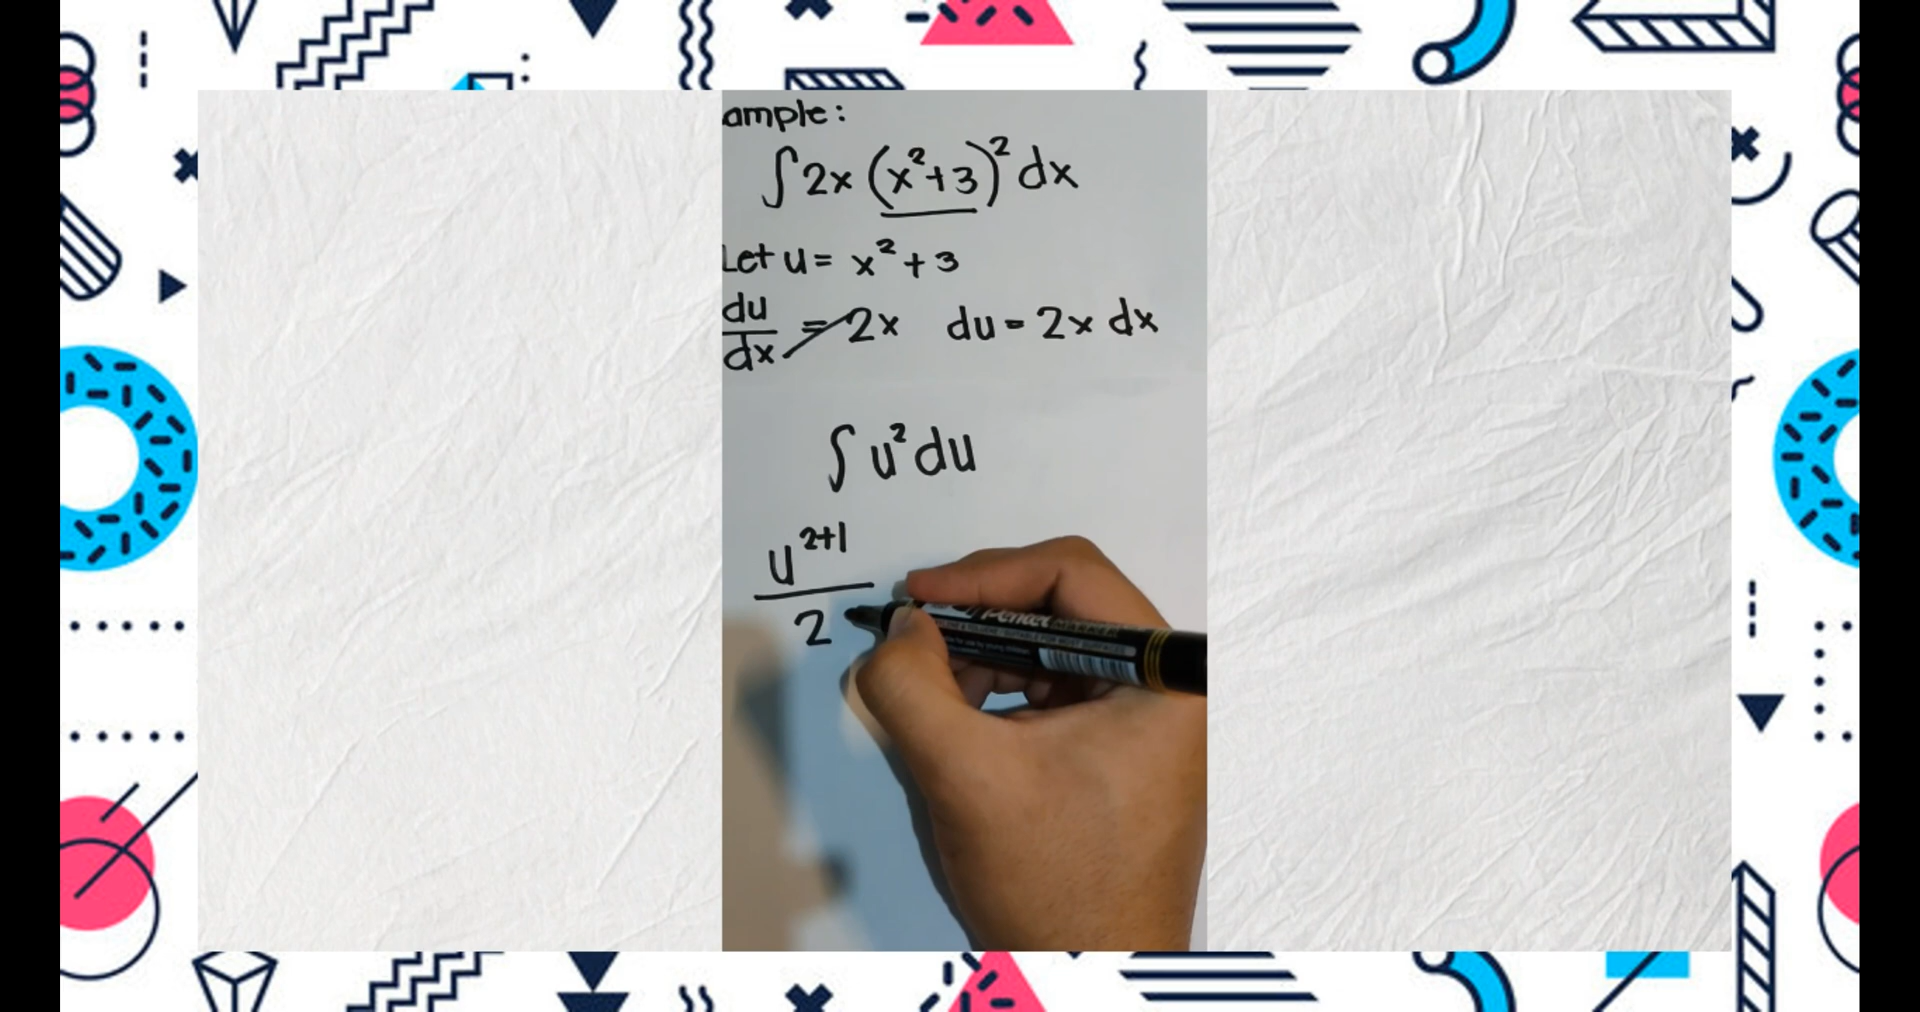 ample:
∫2x (x²+3)² dx
Let u = x² + 3
du/dx = 2x du = 2x dx
∫u² du
u^(2+1)
2
Pentel